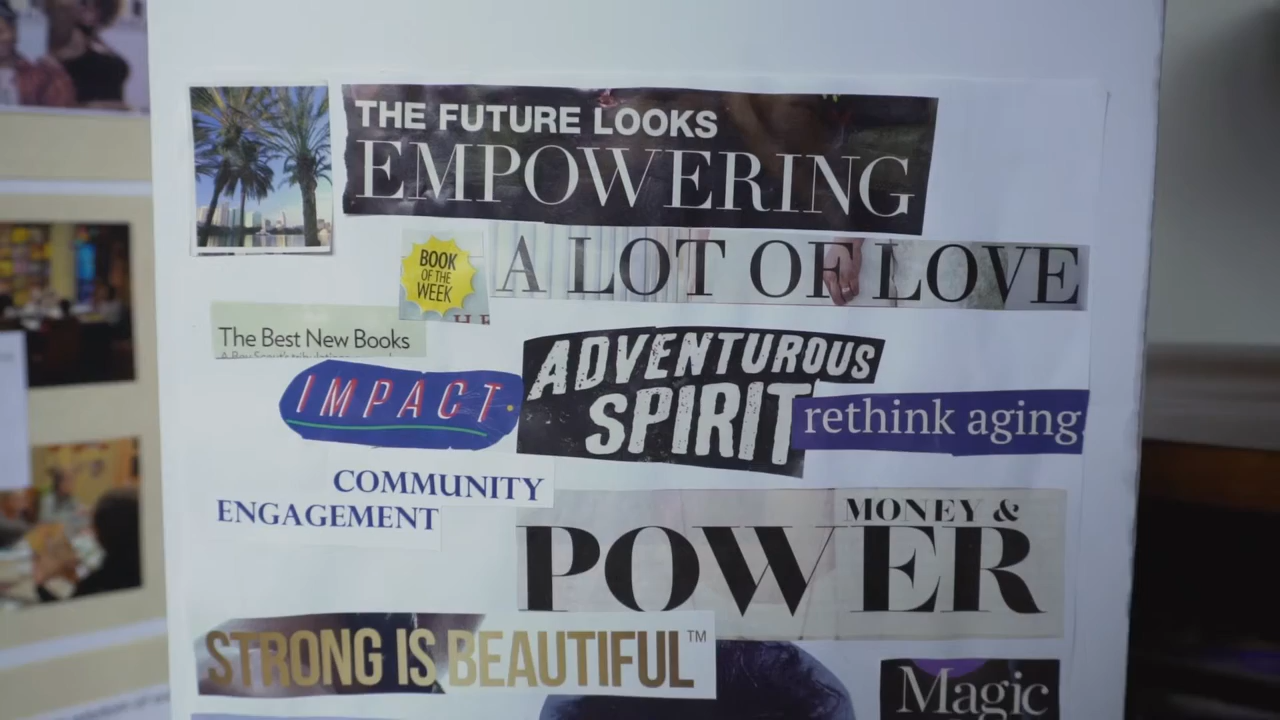 THE FUTURE LOOKS
EMPOWERING
BOOK
OF THE
WEEK
A LOT OF LOVE
The Best New Books
ADVENTUROUS
SPIRIT
IMPACT
rethink aging
COMMUNITY
ENGAGEMENT
MONEY &
POWER
STRONG IS BEAUTIFUL™
Magic